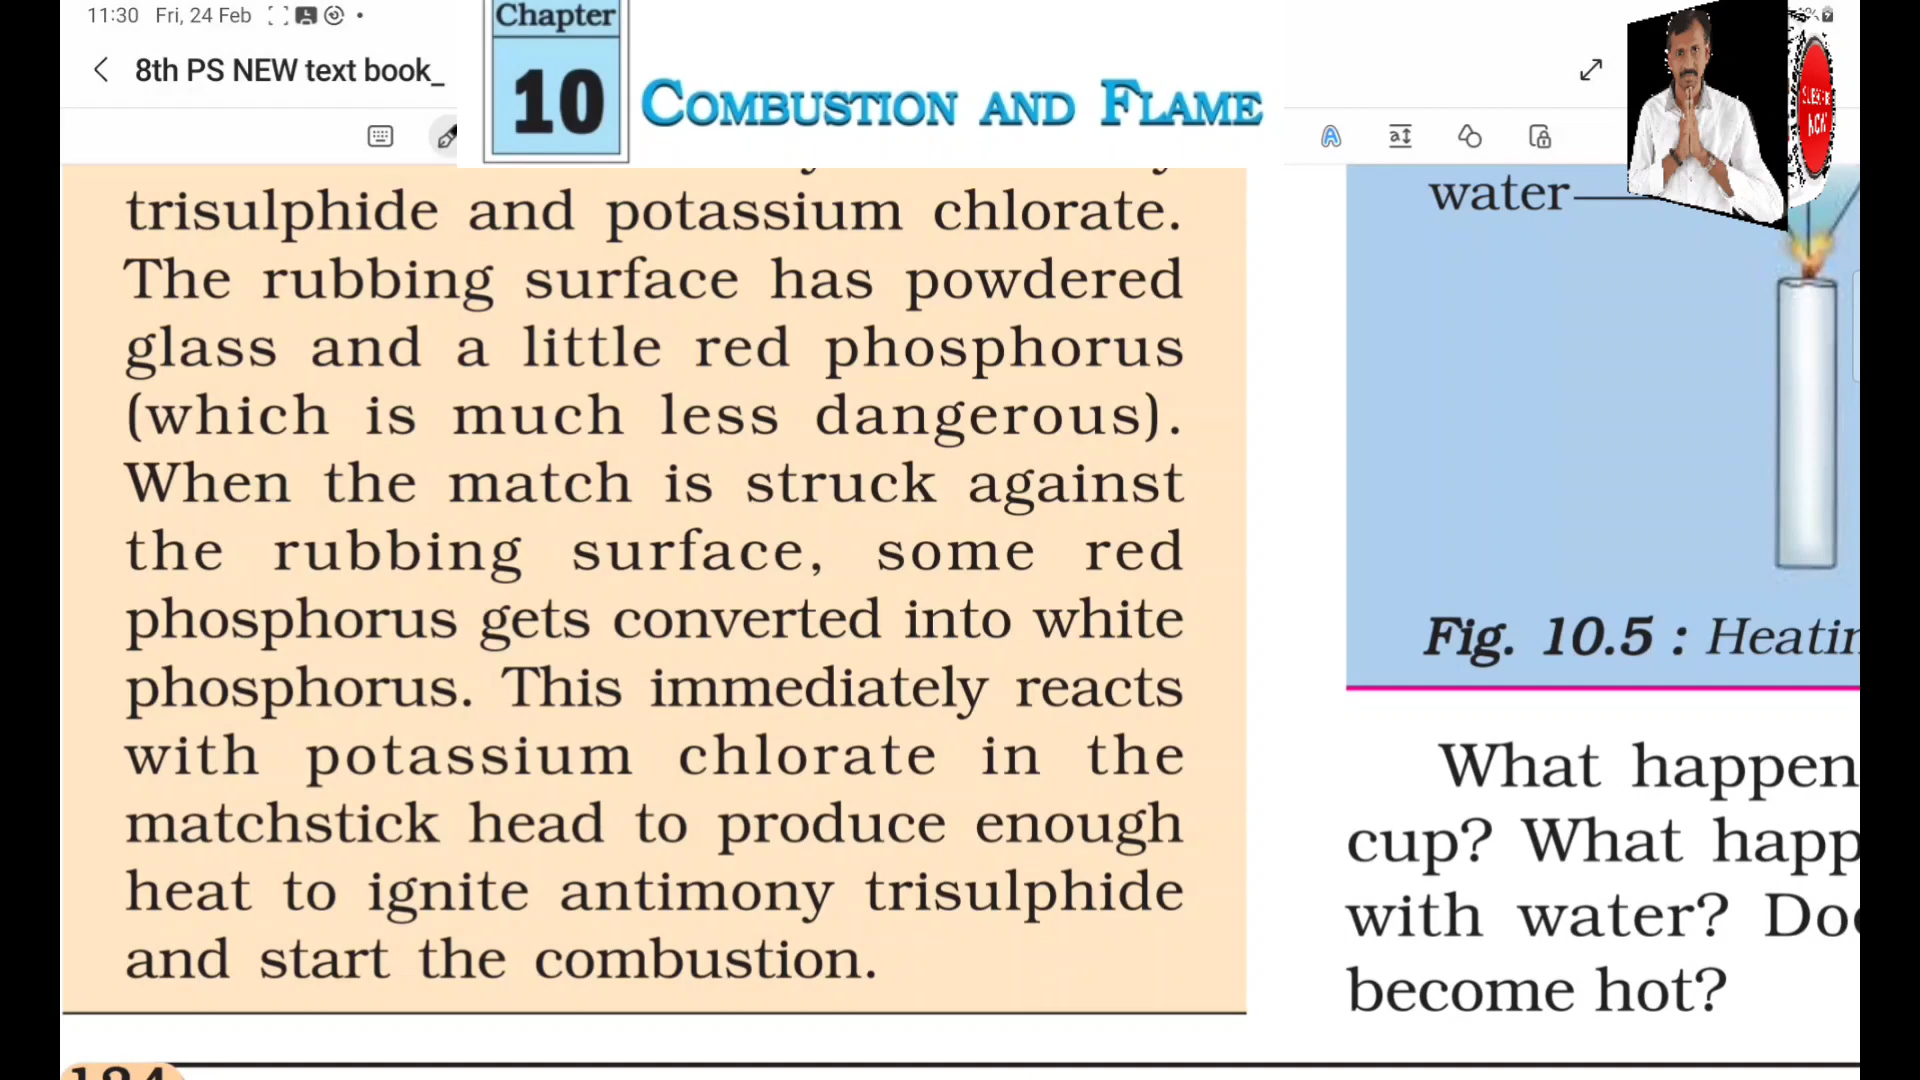 11:30 Fri, 24 Feb
8th PS NEW text book_
Chapter
10
COMBUSTION AND FLAME
trisulphide and potassium chlorate.
The rubbing surface has powdered
glass and a little red phosphorus
(which is much less dangerous).
When the match is struck against
the rubbing surface, some red
phosphorus gets converted into white
phosphorus. This immediately reacts
with potassium chlorate in the
matchstick head to produce enough
heat to ignite antimony trisulphide
and start the combustion.
water
Fig. 10.5 : Heatin
What happen
cup? What happ
with water? Doe
become hot?